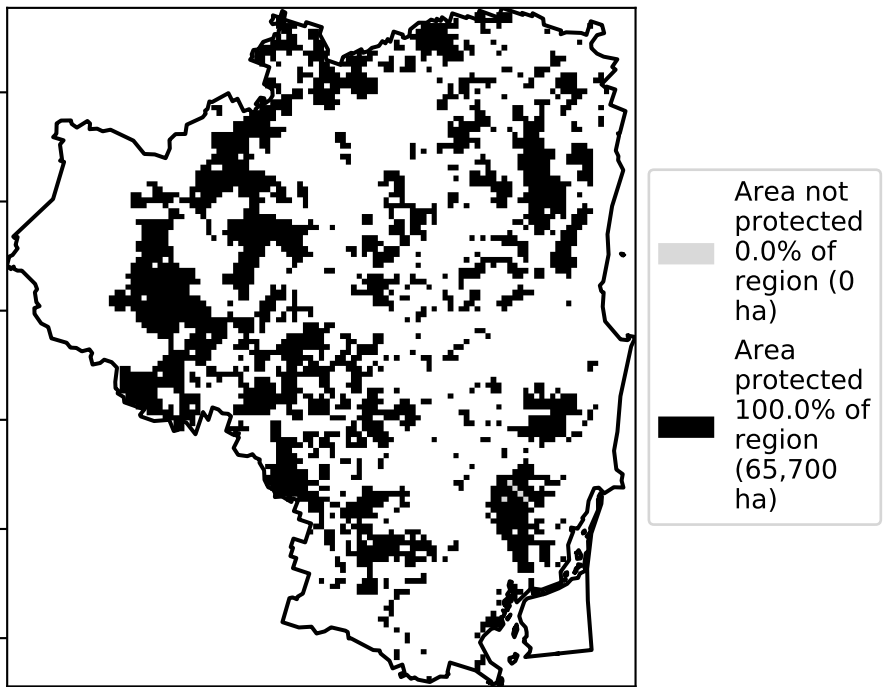 Area not
protected
0.0% of
region (0
ha)
Area
protected
100.0% of
region
(65,700
ha)